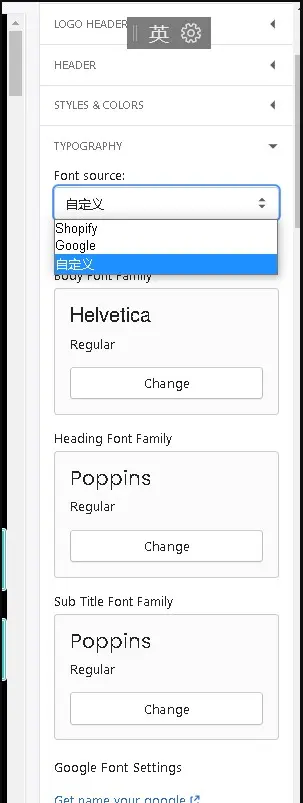 LOGO HEADER
英
HEADER
STYLES & COLORS
TYPOGRAPHY
Font source:
自定义
Shopify
Google
自定义
Body Font Family
Helvetica
Regular
Change
Heading Font Family
Poppins
Regular
Change
Sub Title Font Family
Poppins
Regular
Change
Google Font Settings
Get name your google